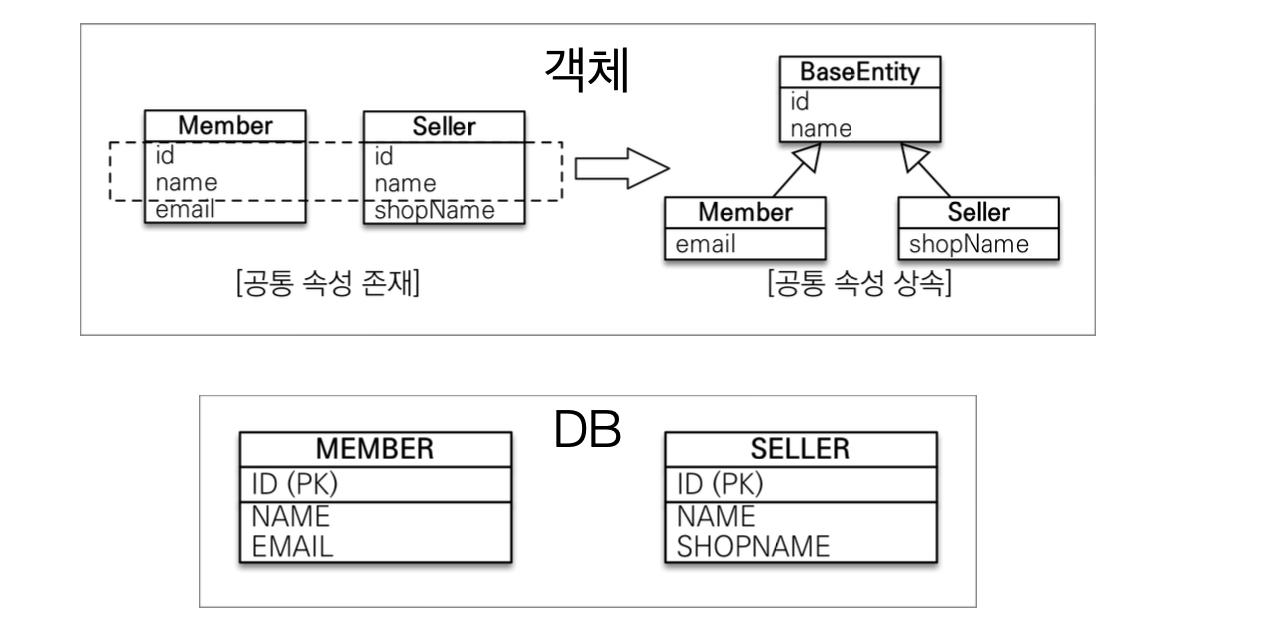 객체
Member
id
name
email
Seller
id
name
shopName
[공통 속성 존재]
BaseEntity
id
name
Member
email
Seller
shopName
[공통 속성 상속]
DB
MEMBER
ID (PK)
NAME
EMAIL
SELLER
ID (PK)
NAME
SHOPNAME